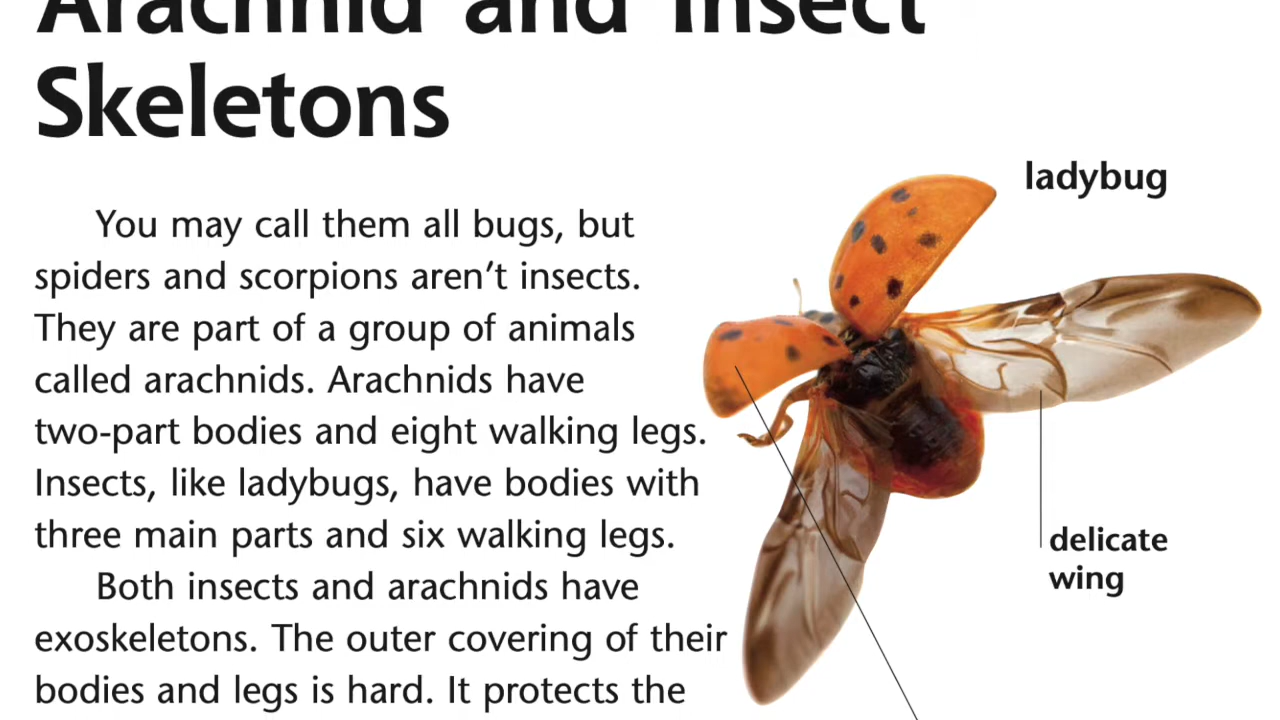 Arachnid and Insect
Skeletons
ladybug
You may call them all bugs, but
spiders and scorpions aren’t insects.
They are part of a group of animals
called arachnids. Arachnids have
two-part bodies and eight walking legs.
Insects, like ladybugs, have bodies with
three main parts and six walking legs.
Both insects and arachnids have
exoskeletons. The outer covering of their
bodies and legs is hard. It protects the
delicate
wing